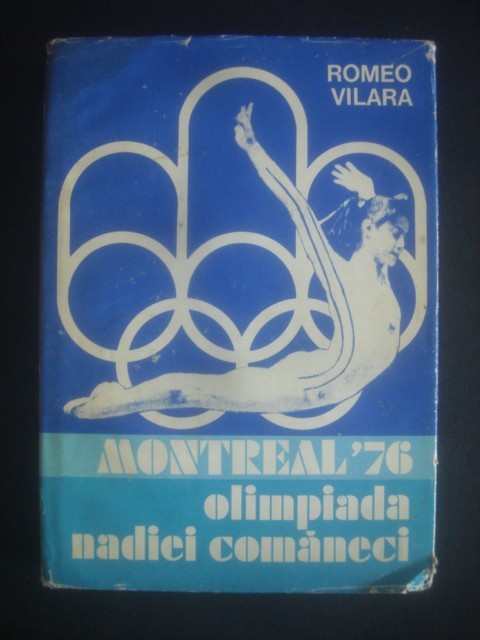 ROMEO
VILARA
MONTREAL'76
olimpiada
nadiei comăneci